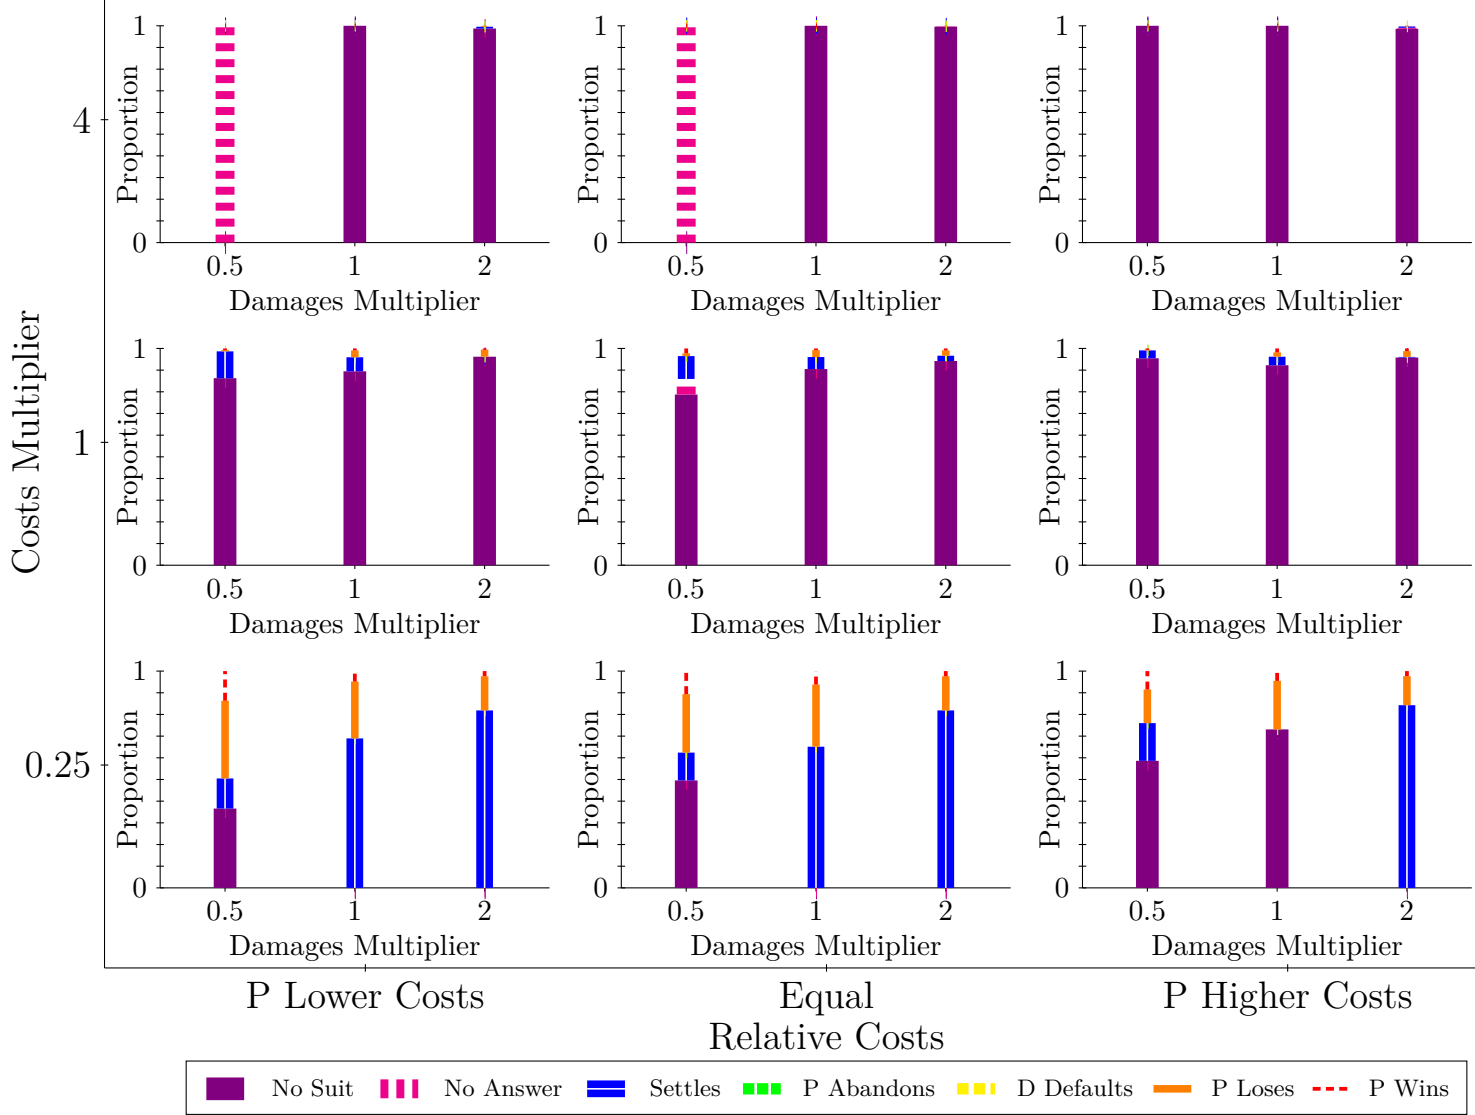 1 1 1
Proportion Proportion Proportion
4
0 0 0
0.5 1 2 0.5 1 2 0.5 1 2
Damages Multiplier Damages Multiplier Damages Multiplier
Costs Multiplier
1 1 1
Proportion Proportion Proportion
1
0 0 0
0.5 1 2 0.5 1 2 0.5 1 2
Damages Multiplier Damages Multiplier Damages Multiplier
1 1 1
Proportion Proportion Proportion
0.25
0 0 0
0.5 1 2 0.5 1 2 0.5 1 2
Damages Multiplier Damages Multiplier Damages Multiplier
P Lower Costs Equal P Higher Costs
Relative Costs
No Suit No Answer Settles P Abandons D Defaults P Loses P Wins